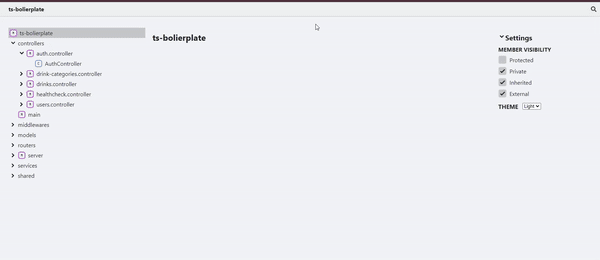 ts-bolierplate
ts-bolierplate
controllers
auth.controller
AuthController
drink-categories.controller
drinks.controller
healthcheck.controller
users.controller
main
middlewares
models
routers
server
services
shared
ts-bolierplate
Settings
MEMBER VISIBILITY
Protected
Private
Inherited
External
THEME Light